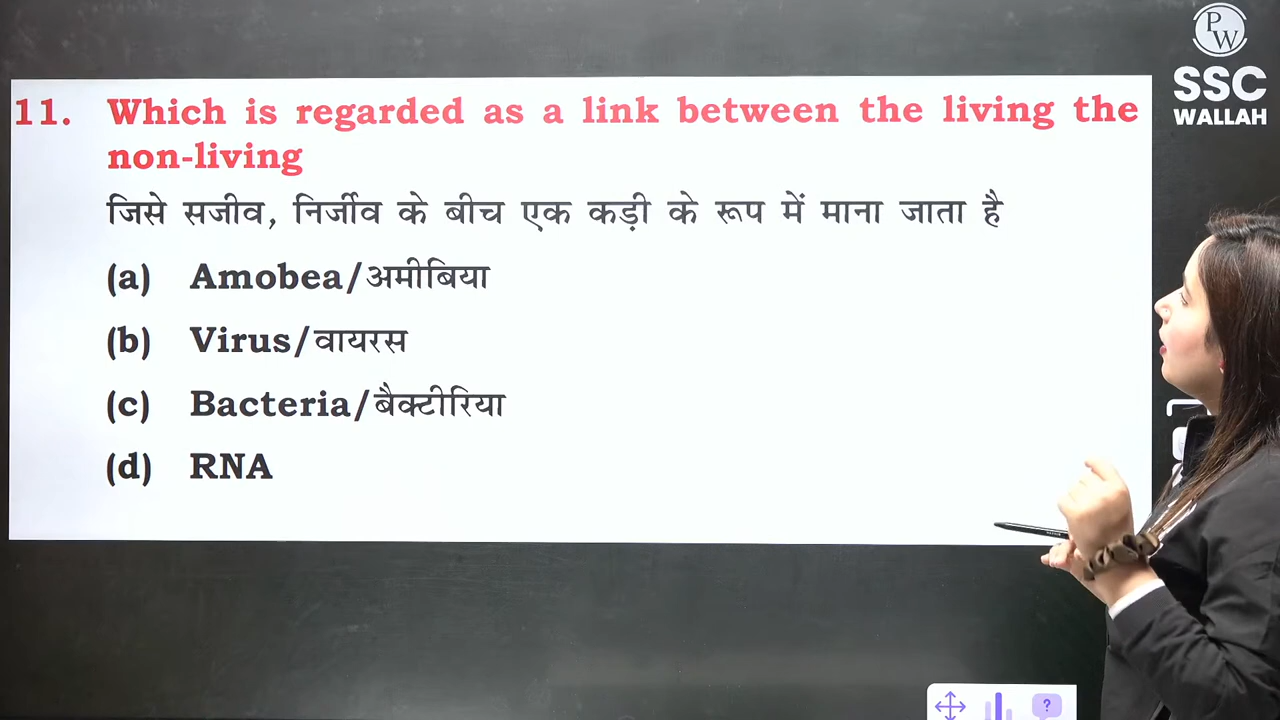 11. Which is regarded as a link between the living the
non-living
जिसे सजीव, निर्जीव के बीच एक कड़ी के रूप में माना जाता है
(a) Amobea/अमीबिया
(b) Virus/वायरस
(c) Bacteria/बैक्टीरिया
(d) RNA
PW
SSC
WALLAH
?